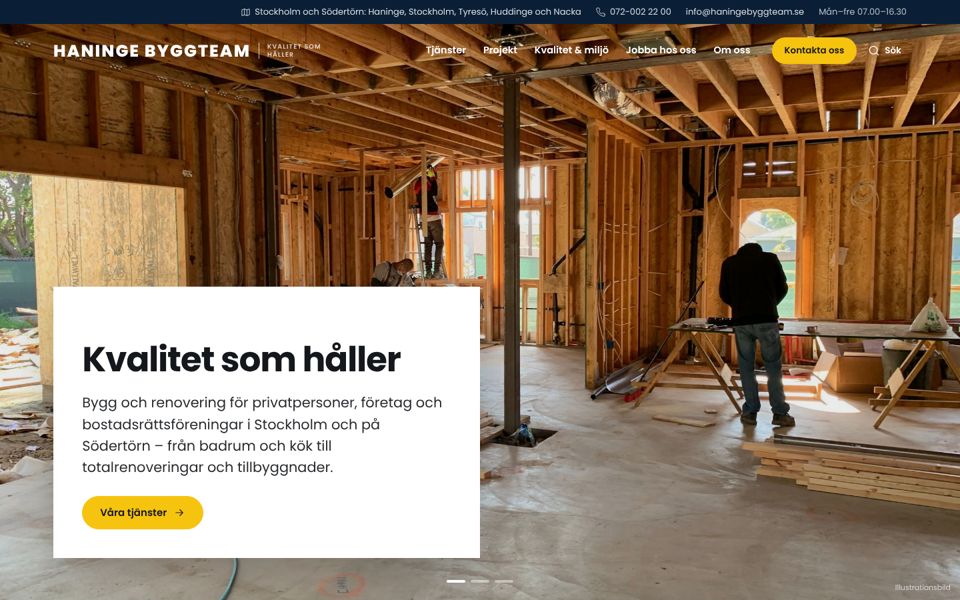 Stockholm och Södertörn: Haninge, Stockholm, Tyresö, Huddinge och Nacka
072-002 22 00
info@haningebyggteam.se
Mån–fre 07.00–16.30
HANINGE BYGGTEAM
KVALITET SOM
HÅLLER
Tjänster
Projekt
Kvalitet & miljö
Jobba hos oss
Om oss
Kontakta oss
Sök
Kvalitet som håller
Bygg och renovering för privatpersoner, företag och
bostadsrättsföreningar i Stockholm och på
Södertörn – från badrum och kök till
totalrenoveringar och tillbyggnader.
Våra tjänster
Illustrationsbild